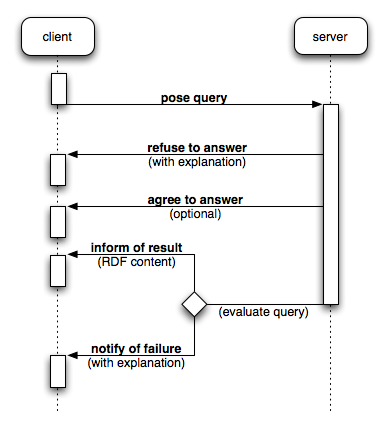 client
server
pose query
refuse to answer
(with explanation)
agree to answer
(optional)
inform of result
(RDF content)
(evaluate query)
notify of failure
(with explanation)